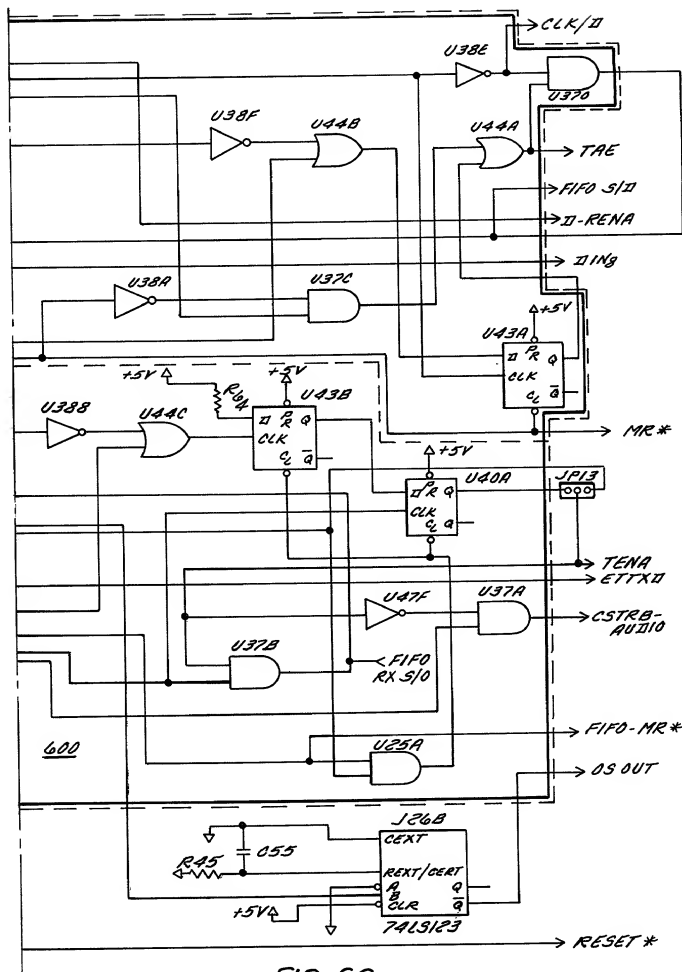 CLK/D
U38E
U370
U38F
U44B
U44A
TAE
FIFO S/D
D-RENA
DIN8
U38A
U37C
+5V
U43A
D PR Q
CLK
Q
CL
+5V
R64
+5V
U43B
U38B
U44C
D PR Q
CLK
CL Q
MR*
+5V
U40A
JP13
D PR Q
CLK
CL Q
TENA
ETTXD
U47F
U37A
CSTRB-
AUDIO
U37B
FIFO
RX S/O
FIFO-MR*
600
U25A
OS OUT
J26B
CEXT
C55
R45
REXT/CERT
A
B
CLR
Q
Q
+5V
74LS123
RESET*